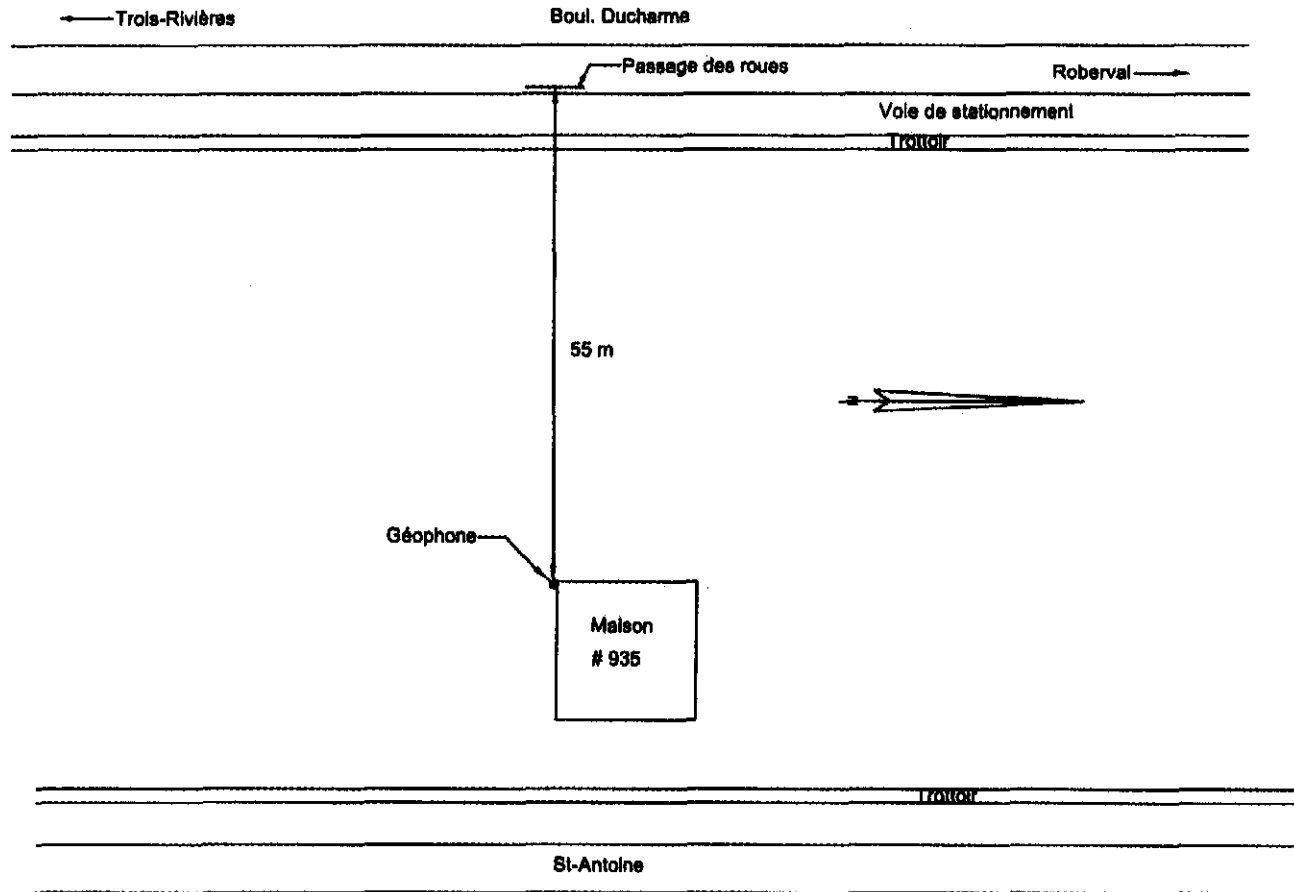 Trois-Rivières
Boul. Ducharme
Passage des roues
Roberval
Voie de stationnement
Trottoir
55 m
N
Géophone
Maison
# 935
Trottoir
St-Antoine